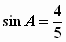 sin A = 4/5